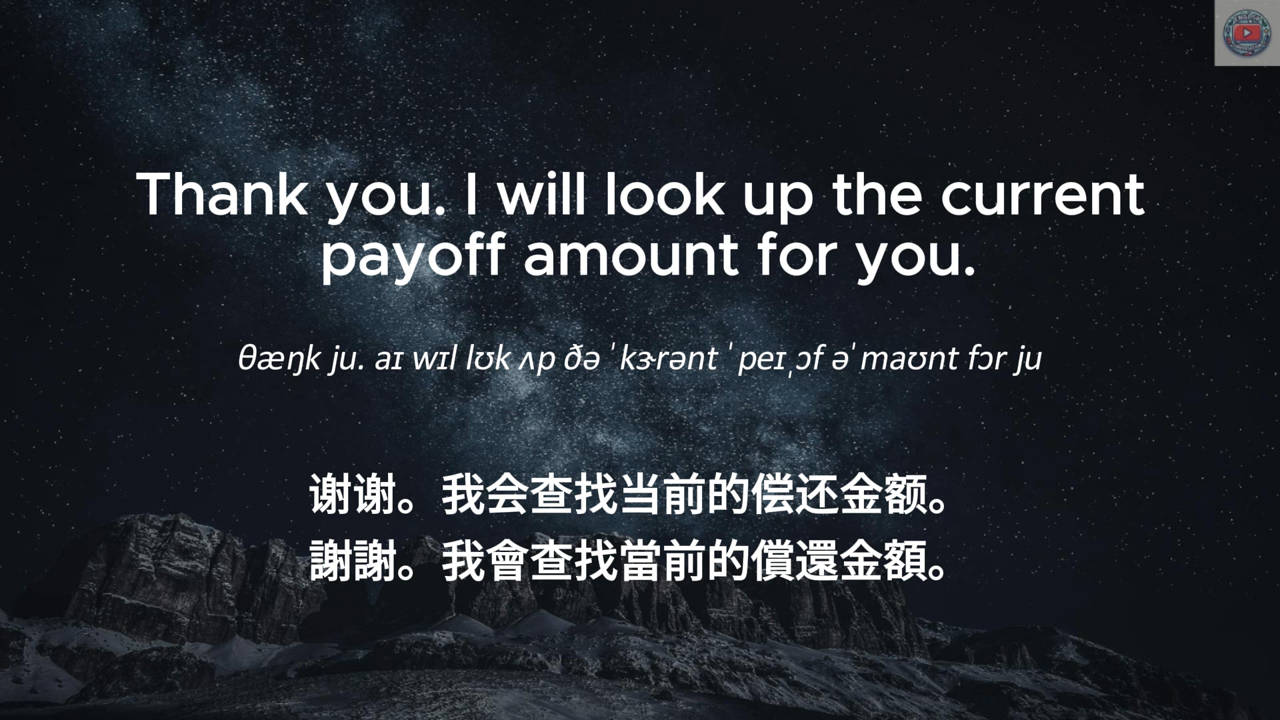 Thank you. I will look up the current
payoff amount for you.
θæŋk ju. aɪ wɪl lʊk ʌp ðə ˈkɝrənt ˈpeɪˌɔf əˈmaʊnt fɔr ju
谢谢。我会查找当前的偿还金额。
謝謝。我會查找當前的償還金額。